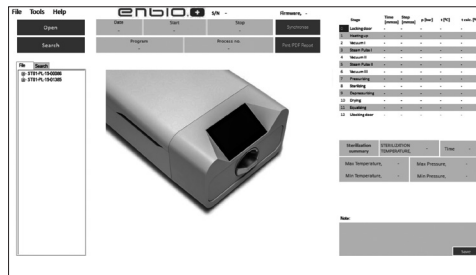 File Tools Help
enbio S/N - Firmware, -
Open
Search
Date
-
Start
-
Stop
-
Synchronize
Program
-
Process no.
-
Print PDF Report
File Search
ST01-PL-19-00086
ST01-PL-19-01385
Stage Time [mm:ss] Step [mm:ss] p [bar] t [°C] t calc. [°C]
Locking door - - - - -
1 Heating up - - - - -
2 Vacuum I - - - - -
3 Steam Pulse I - - - - -
4 Vacuum II - - - - -
5 Steam Pulse II - - - - -
6 Vacuum III - - - - -
7 Pressurizing - - - - -
8 Sterilizing - - - - -
9 Depressurizing - - - - -
10 Drying - - - - -
11 Equalizing - - - - -
12 Unlocking door - - - - -
Sterilization summary STERILIZATION TEMPERATURE, - Time -
Max Temperature, - Max Pressure, -
Min Temperature, - Min Pressure, -
Note:
Save